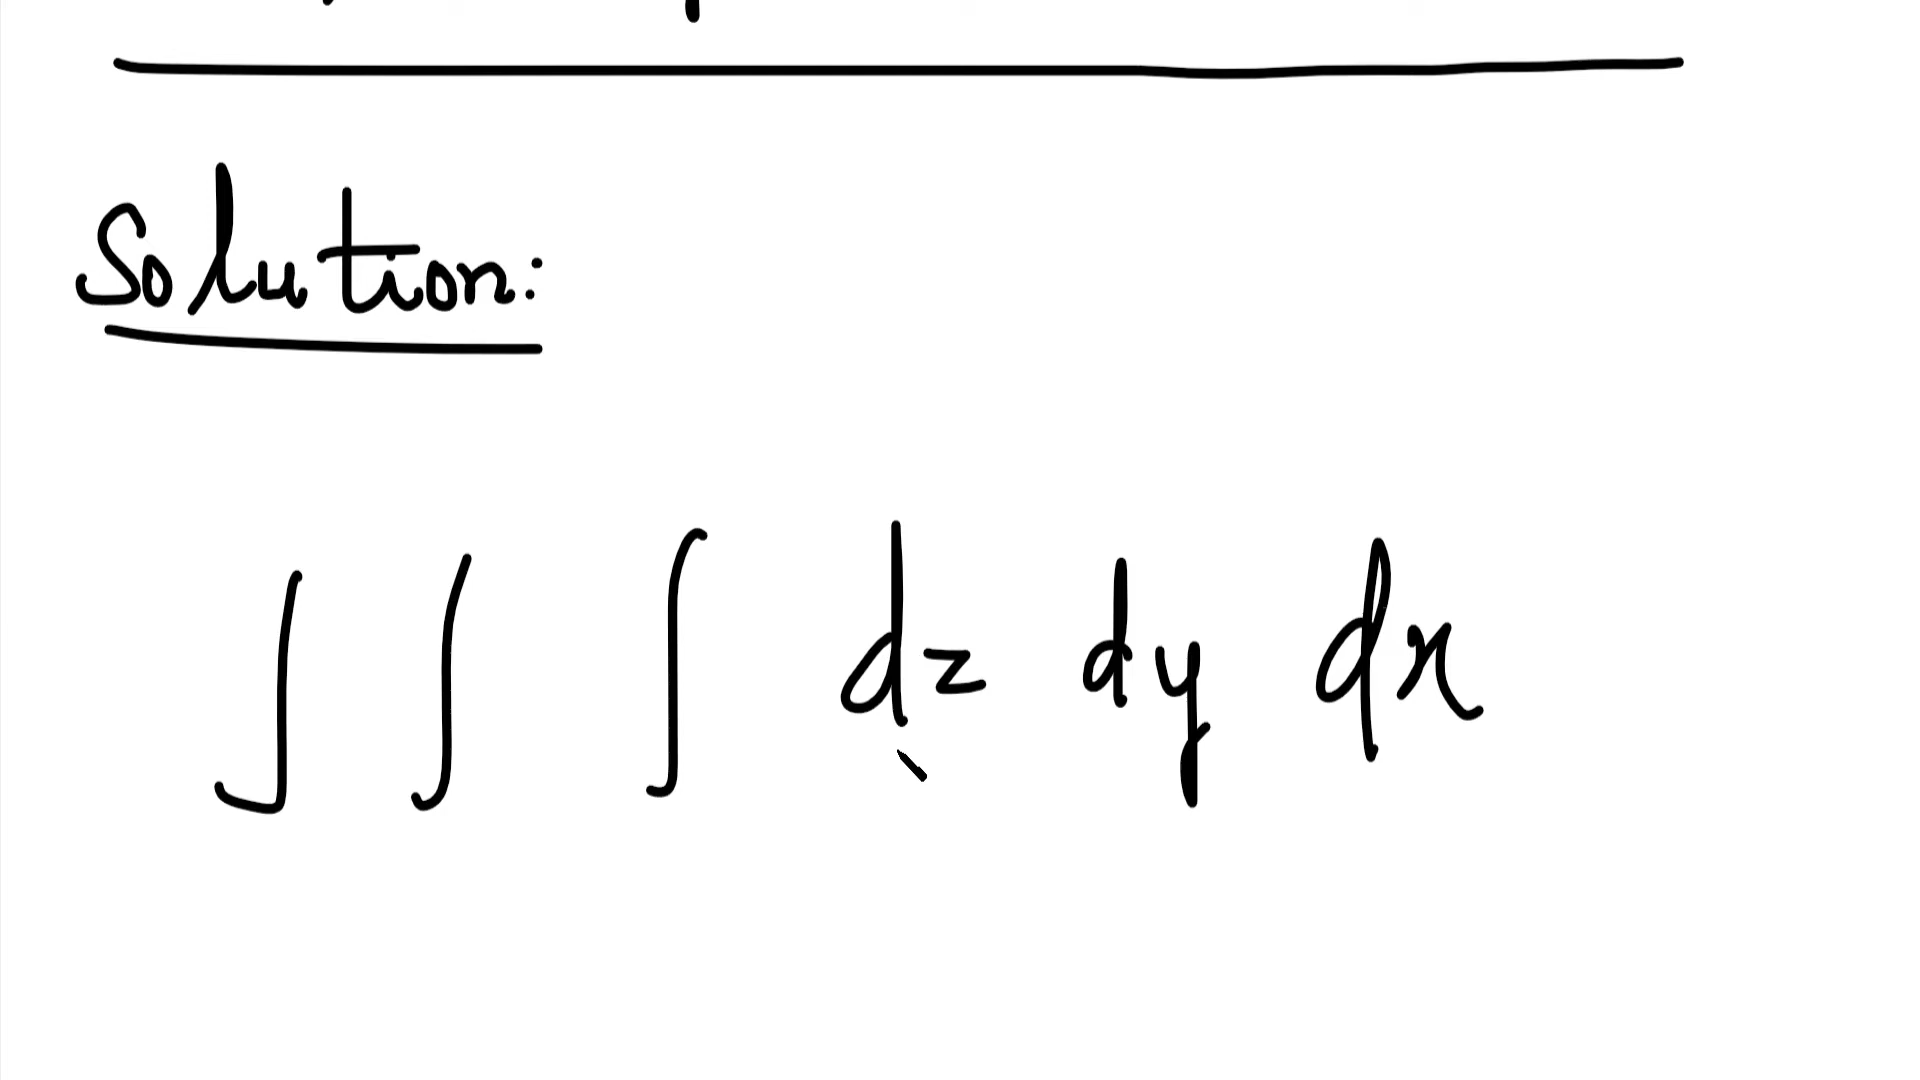 Solution:
∫ ∫ ∫ dz dy dx